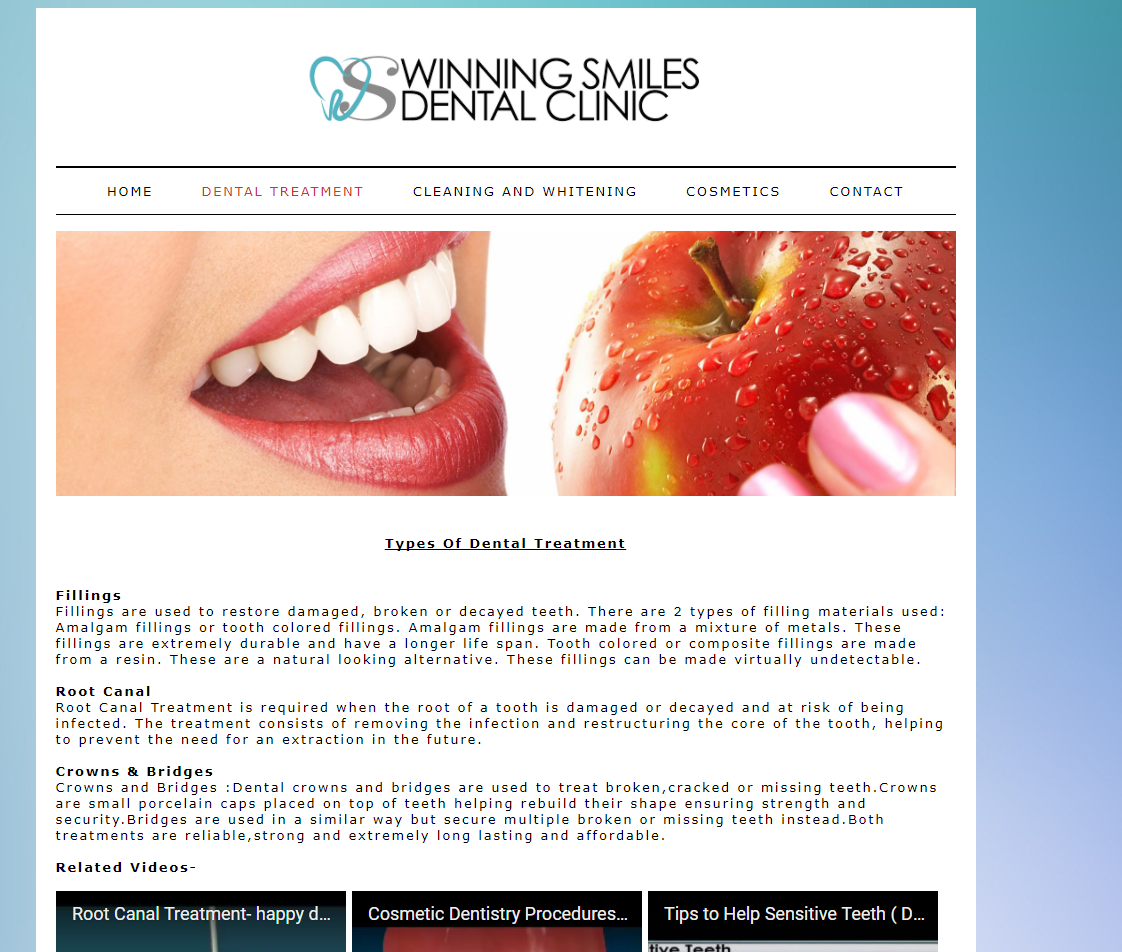 WINNING SMILES
DENTAL CLINIC
HOME DENTAL TREATMENT CLEANING AND WHITENING COSMETICS CONTACT
Types Of Dental Treatment
Fillings
Fillings are used to restore damaged, broken or decayed teeth. There are 2 types of filling materials used:
Amalgam fillings or tooth colored fillings. Amalgam fillings are made from a mixture of metals. These
fillings are extremely durable and have a longer life span. Tooth colored or composite fillings are made
from a resin. These are a natural looking alternative. These fillings can be made virtually undetectable.
Root Canal
Root Canal Treatment is required when the root of a tooth is damaged or decayed and at risk of being
infected. The treatment consists of removing the infection and restructuring the core of the tooth, helping
to prevent the need for an extraction in the future.
Crowns & Bridges
Crowns and Bridges :Dental crowns and bridges are used to treat broken,cracked or missing teeth.Crowns
are small porcelain caps placed on top of teeth helping rebuild their shape ensuring strength and
security.Bridges are used in a similar way but secure multiple broken or missing teeth instead.Both
treatments are reliable,strong and extremely long lasting and affordable.
Related Videos-
Root Canal Treatment- happy d... Cosmetic Dentistry Procedures... Tips to Help Sensitive Teeth ( D...
tive Teeth